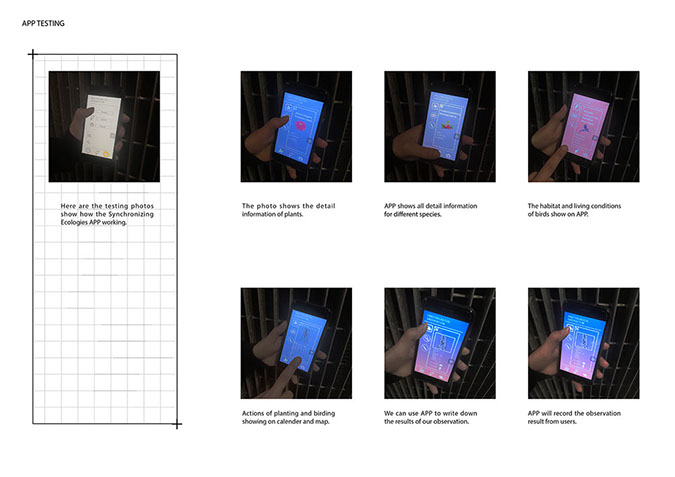 APP TESTING
Here are the testing photos
show how the Synchronizing
Ecologies APP working.
The photo shows the detail
information of plants.
APP shows all detail information
for different species.
The habitat and living conditions
of birds show on APP.
Actions of planting and birding
showing on calender and map.
We can use APP to write down
the results of our observation.
APP will record the observation
result from users.